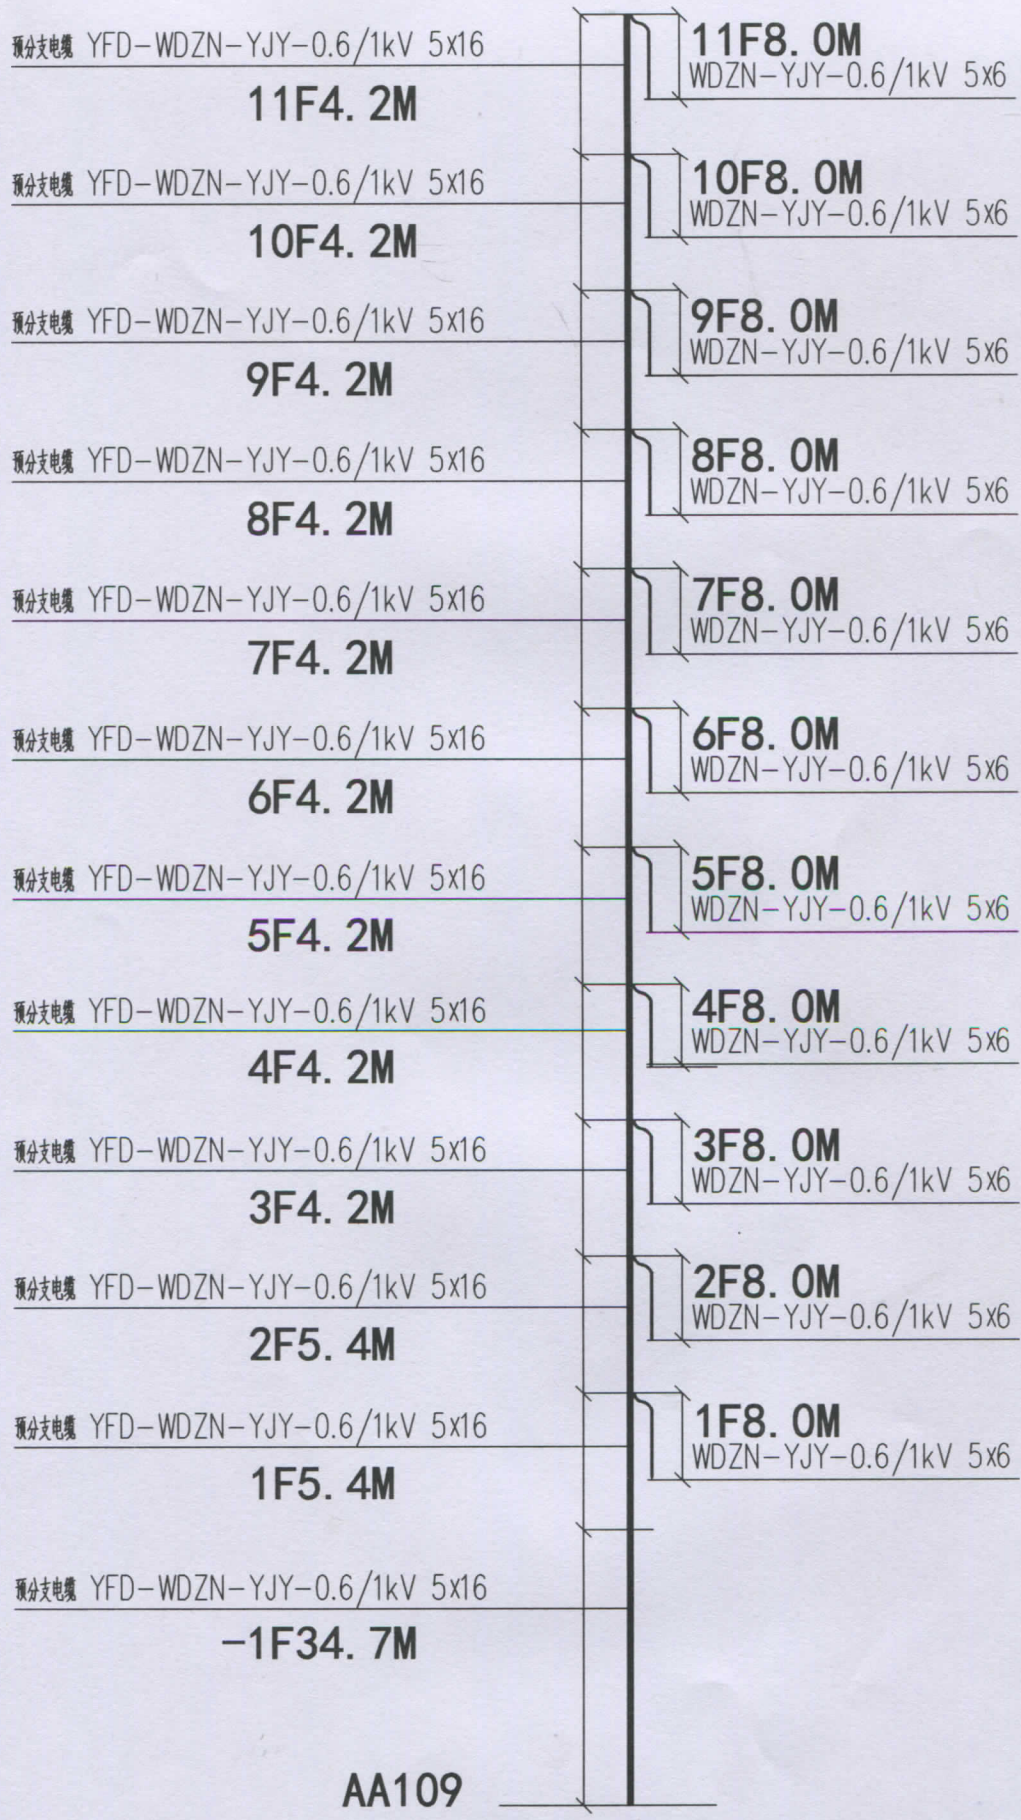 预分支电缆 YFD-WDZN-YJY-0.6/1kV 5x16
11F4.2M
11F8.0M
WDZN-YJY-0.6/1kV 5x6
预分支电缆 YFD-WDZN-YJY-0.6/1kV 5x16
10F4.2M
10F8.0M
WDZN-YJY-0.6/1kV 5x6
预分支电缆 YFD-WDZN-YJY-0.6/1kV 5x16
9F4.2M
9F8.0M
WDZN-YJY-0.6/1kV 5x6
预分支电缆 YFD-WDZN-YJY-0.6/1kV 5x16
8F4.2M
8F8.0M
WDZN-YJY-0.6/1kV 5x6
预分支电缆 YFD-WDZN-YJY-0.6/1kV 5x16
7F4.2M
7F8.0M
WDZN-YJY-0.6/1kV 5x6
预分支电缆 YFD-WDZN-YJY-0.6/1kV 5x16
6F4.2M
6F8.0M
WDZN-YJY-0.6/1kV 5x6
预分支电缆 YFD-WDZN-YJY-0.6/1kV 5x16
5F4.2M
5F8.0M
WDZN-YJY-0.6/1kV 5x6
预分支电缆 YFD-WDZN-YJY-0.6/1kV 5x16
4F4.2M
4F8.0M
WDZN-YJY-0.6/1kV 5x6
预分支电缆 YFD-WDZN-YJY-0.6/1kV 5x16
3F4.2M
3F8.0M
WDZN-YJY-0.6/1kV 5x6
预分支电缆 YFD-WDZN-YJY-0.6/1kV 5x16
2F5.4M
2F8.0M
WDZN-YJY-0.6/1kV 5x6
预分支电缆 YFD-WDZN-YJY-0.6/1kV 5x16
1F5.4M
1F8.0M
WDZN-YJY-0.6/1kV 5x6
预分支电缆 YFD-WDZN-YJY-0.6/1kV 5x16
-1F34.7M
AA109